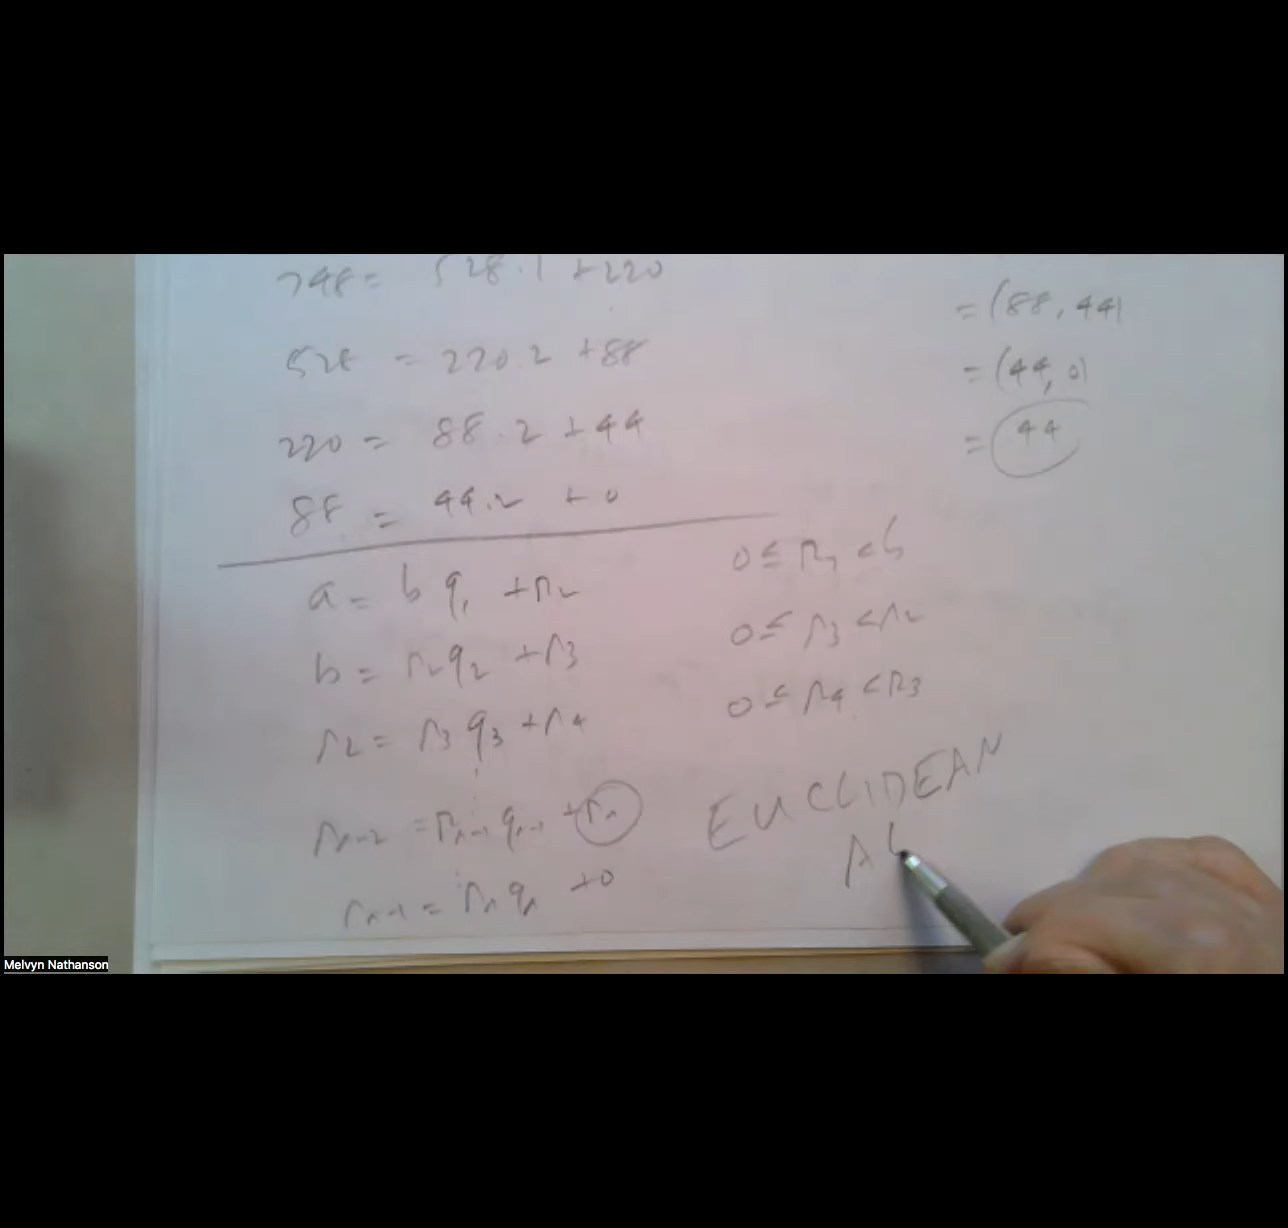 748 = 528 · 1 + 220
528 = 220 · 2 + 88
220 = 88 · 2 + 44
88 = 44 · 2 + 0
= (88, 44)
= (44, 0)
= 44
a = b q₁ + r₂
0 ≤ r₂ < b
b = r₂ q₂ + r₃
0 ≤ r₃ < r₂
r₂ = r₃ q₃ + r₄
0 ≤ r₄ < r₃
rₙ₋₂ = rₙ₋₁ qₙ₋₁ + rₙ
rₙ₋₁ = rₙ qₙ + 0
EUCLIDEAN
AL
Melvyn Nathanson